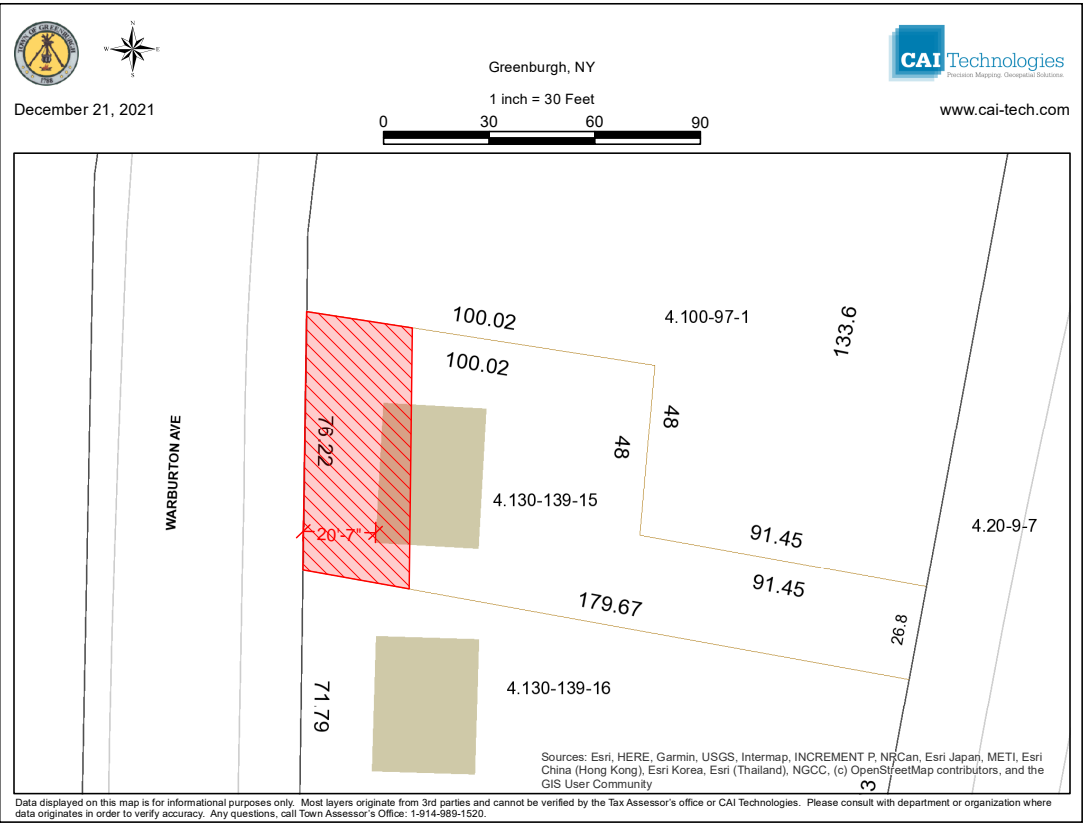 TOWN OF GREENBURGH
1788
N
W E
S
Greenburgh, NY
CAI Technologies
Precision Mapping. Geospatial Solutions.
December 21, 2021
1 inch = 30 Feet
www.cai-tech.com
0 30 60 90
100.02
4.100-97-1
133.6
100.02
76.22
48
48
WARBURTON AVE
4.130-139-15
4.20-9-7
20'-7"
91.45
91.45
179.67
26.8
71.79
4.130-139-16
3
Sources: Esri, HERE, Garmin, USGS, Intermap, INCREMENT P, NRCan, Esri Japan, METI, Esri
China (Hong Kong), Esri Korea, Esri (Thailand), NGCC, (c) OpenStreetMap contributors, and the
GIS User Community
Data displayed on this map is for informational purposes only. Most layers originate from 3rd parties and cannot be verified by the Tax Assessor's office or CAI Technologies. Please consult with department or organization where
data originates in order to verify accuracy. Any questions, call Town Assessor's Office: 1-914-989-1520.